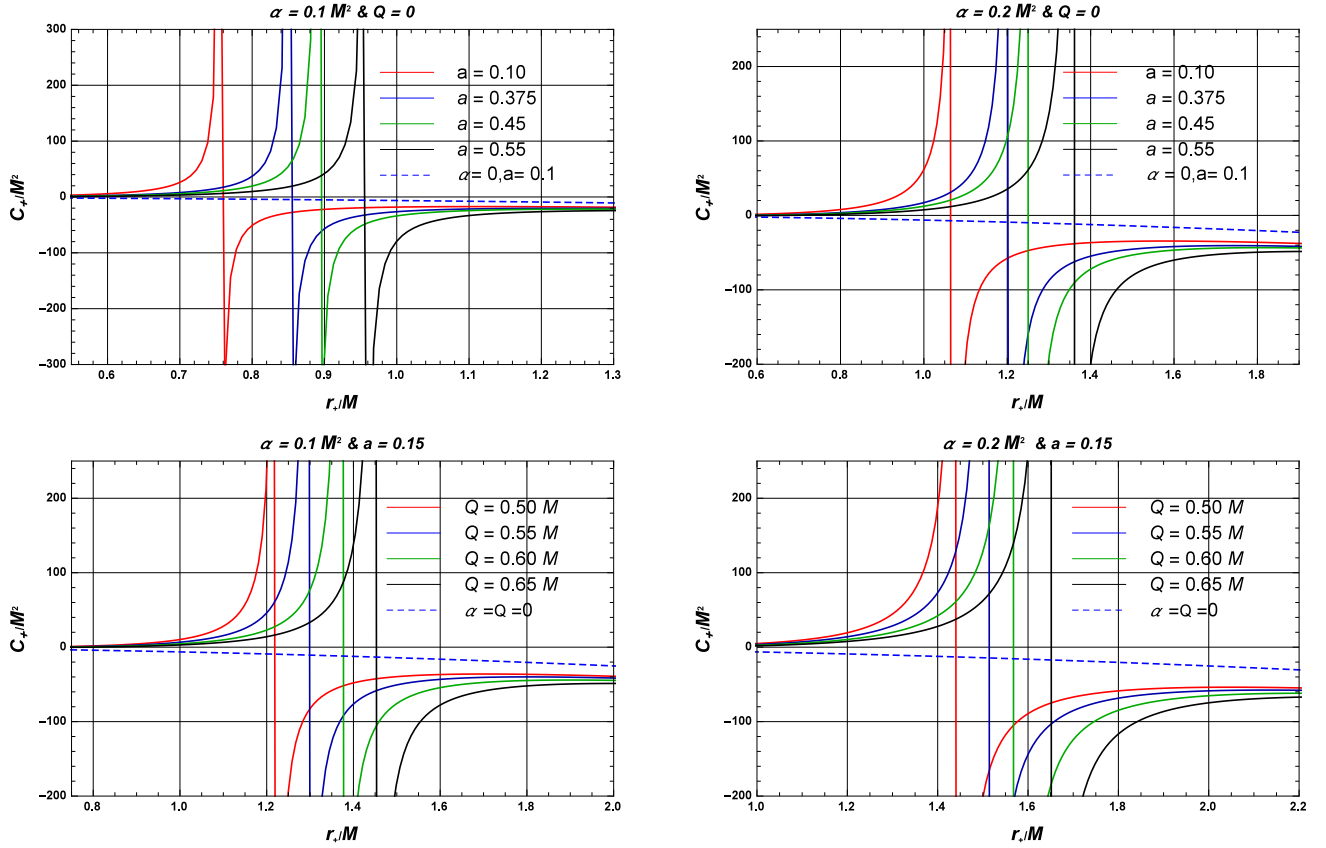 α = 0.1 M² & Q = 0
300
200
100
0
−100
−200
−300
C₊/M²
a = 0.10
a = 0.375
a = 0.45
a = 0.55
α = 0,a= 0.1
0.6 0.7 0.8 0.9 1.0 1.1 1.2 1.3
r₊/M
α = 0.2 M² & Q = 0
200
100
0
−100
−200
C₊/M²
a = 0.10
a = 0.375
a = 0.45
a = 0.55
α = 0,a= 0.1
0.6 0.8 1.0 1.2 1.4 1.6 1.8
r₊/M
α = 0.1 M² & a = 0.15
200
100
0
−100
−200
C₊/M²
Q = 0.50 M
Q = 0.55 M
Q = 0.60 M
Q = 0.65 M
α =Q =0
0.8 1.0 1.2 1.4 1.6 1.8 2.0
r₊/M
α = 0.2 M² & a = 0.15
200
100
0
−100
−200
C₊/M²
Q = 0.50 M
Q = 0.55 M
Q = 0.60 M
Q = 0.65 M
α =Q =0
1.0 1.2 1.4 1.6 1.8 2.0 2.2
r₊/M